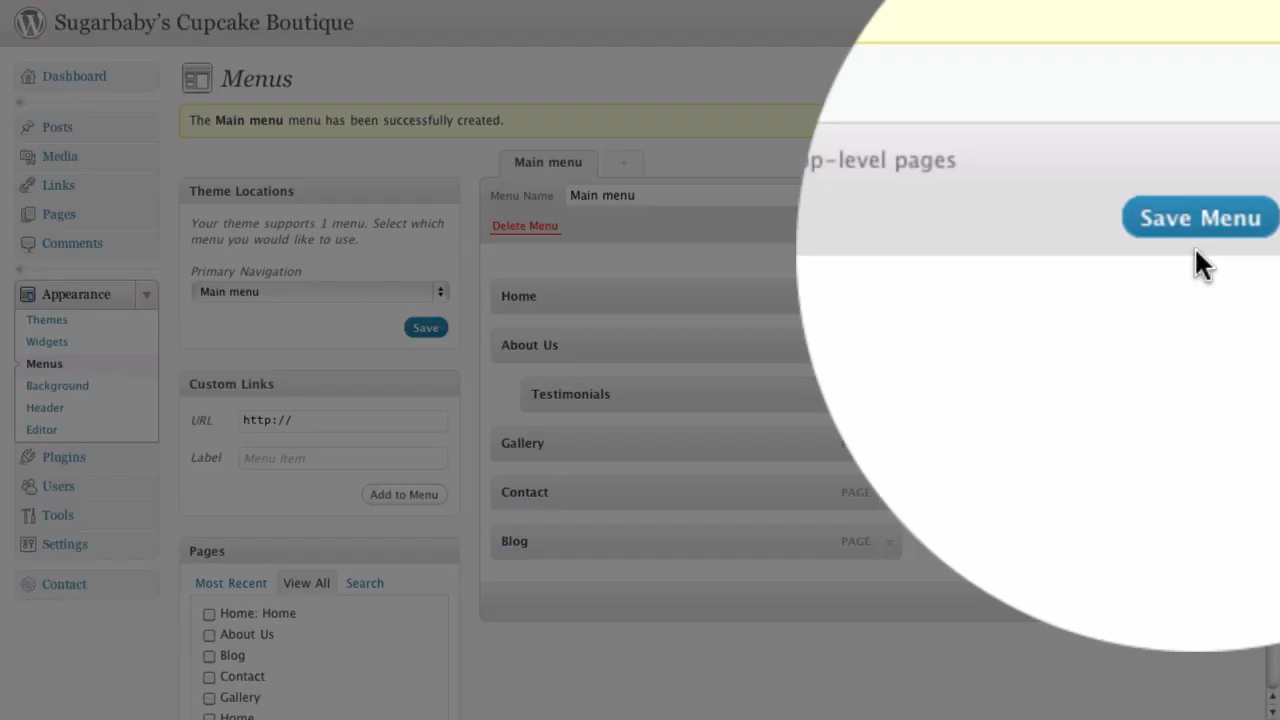 Sugarbaby's Cupcake Boutique
Dashboard
Posts
Media
Links
Pages
Comments
Appearance
Themes
Widgets
Menus
Background
Header
Editor
Plugins
Users
Tools
Settings
Contact
Menus
The Main menu menu has been successfully created.
Theme Locations
Your theme supports 1 menu. Select which
menu you would like to use.
Primary Navigation
Main menu
Save
Custom Links
URL http://
Label Menu Item
Add to Menu
Pages
Most Recent View All Search
Home: Home
About Us
Blog
Contact
Gallery
Home
Main menu +
Menu Name Main menu
Delete Menu
Home
About Us
Testimonials
Gallery
Contact PAGE
Blog PAGE
p-level pages
Save Menu